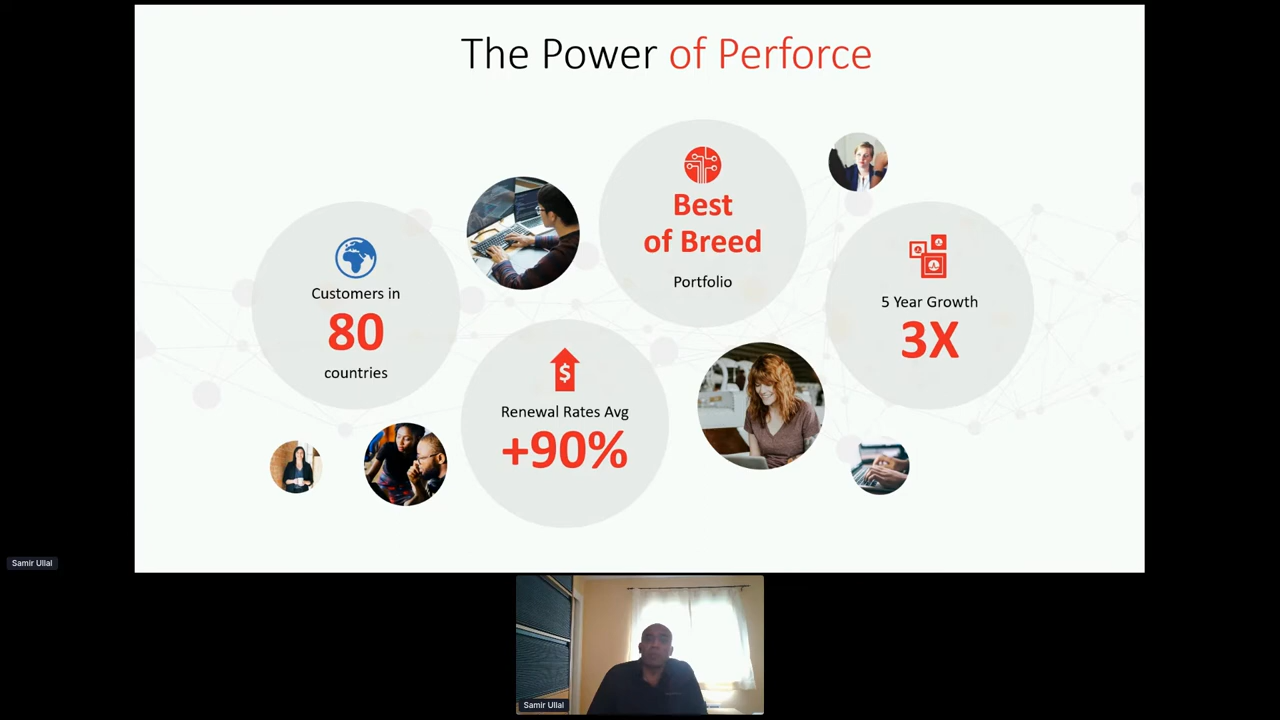 The Power of Perforce
Customers in
80
countries
Renewal Rates Avg
+90%
Best
of Breed
Portfolio
5 Year Growth
3X
Samir Ullal
Samir Ullal